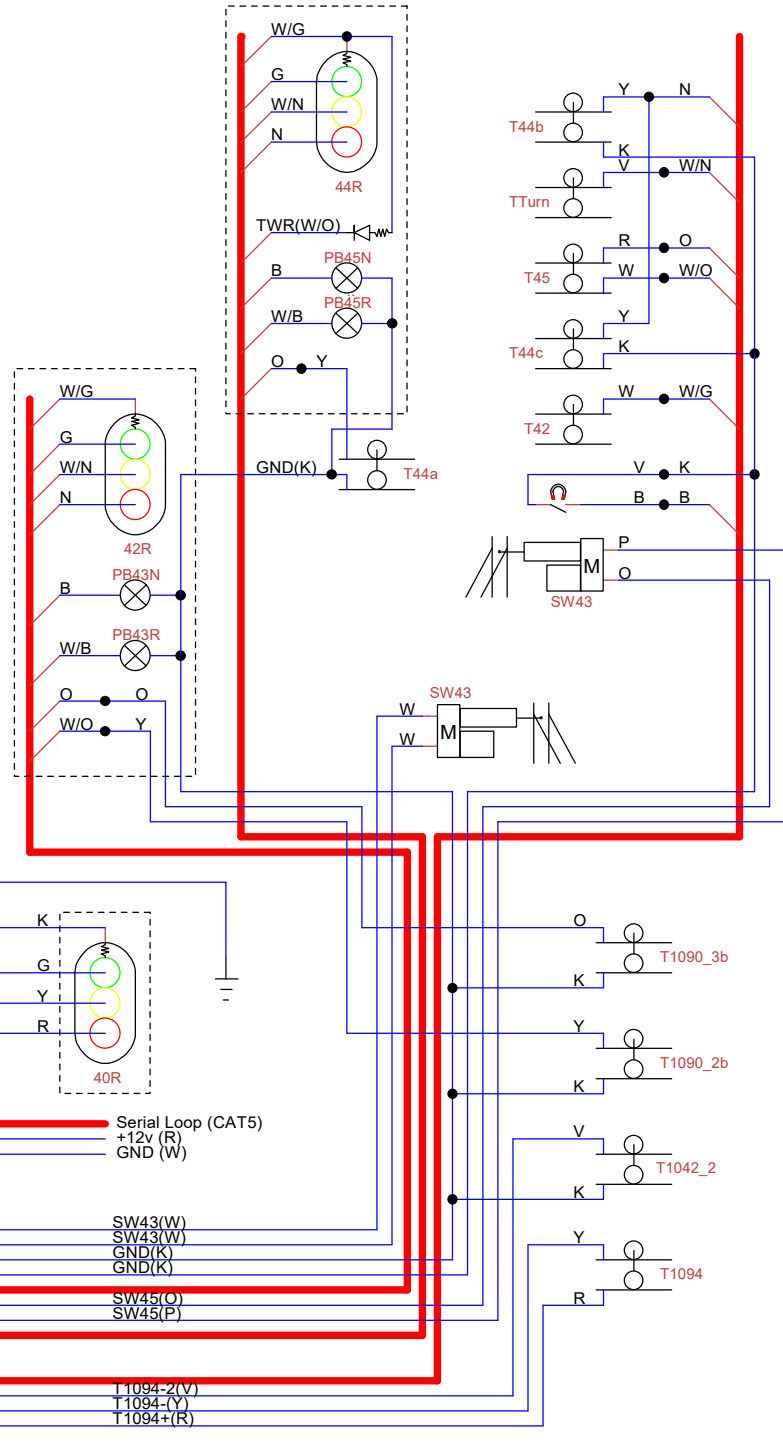 W/G
G
W/N
N
44R
TWR(W/O)
PB45N
B
PB45R
W/B
O Y
GND(K)
T44a
Y N
T44b
K
V W/N
TTurn
R O
T45
W W/O
Y
T44c
K
W W/G
T42
V K
B B
P
M
O
SW43
W/G
G
W/N
N
42R
PB43N
B
PB43R
W/B
O O
W/O Y
SW43
W
M
W
K
G
Y
R
40R
O
T1090_3b
K
Y
T1090_2b
K
V
T1042_2
K
Y
T1094
R
Serial Loop (CAT5)
+12v (R)
GND (W)
SW43(W)
SW43(W)
GND(K)
GND(K)
SW45(O)
SW45(P)
T1094-2(V)
T1094-(Y)
T1094+(R)